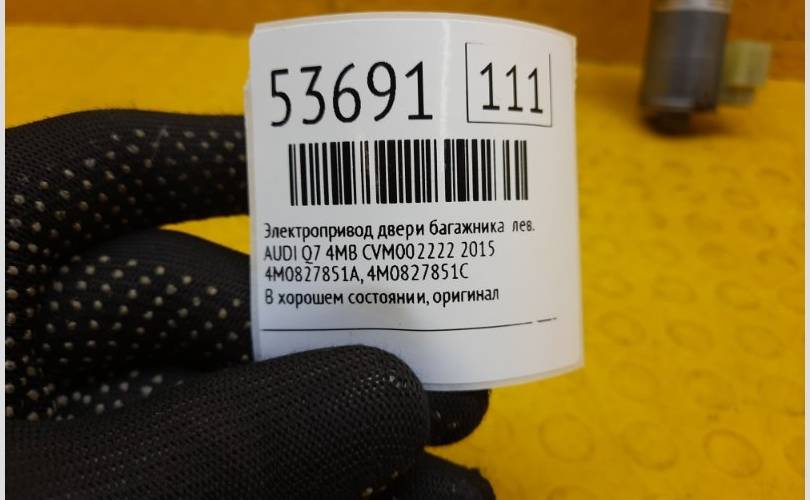 53691 111
Электропривод двери багажника лев.
AUDI Q7 4MB CVM002222 2015
4M0827851A, 4M0827851C
В хорошем состоянии, оригинал